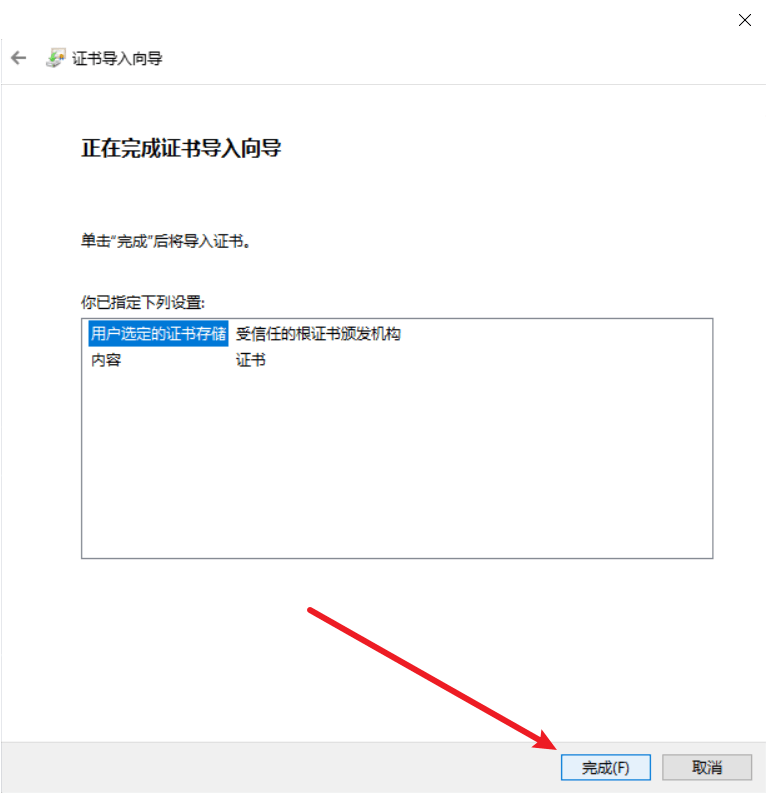 证书导入向导
正在完成证书导入向导
单击“完成”后将导入证书。
你已指定下列设置:
用户选定的证书存储 受信任的根证书颁发机构
内容 证书
完成(F) 取消